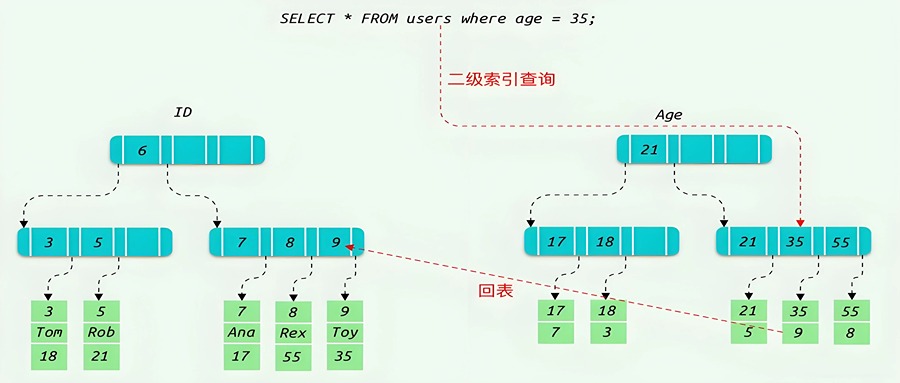 SELECT * FROM users where age = 35;
二级索引查询
ID
Age
6
21
3 5
7 8 9
17 18
21 35 55
回表
3 5
7 8 9
17 18
21 35 55
Tom Rob
Ana Rex Toy
7 3
5 9 8
18 21
17 55 35